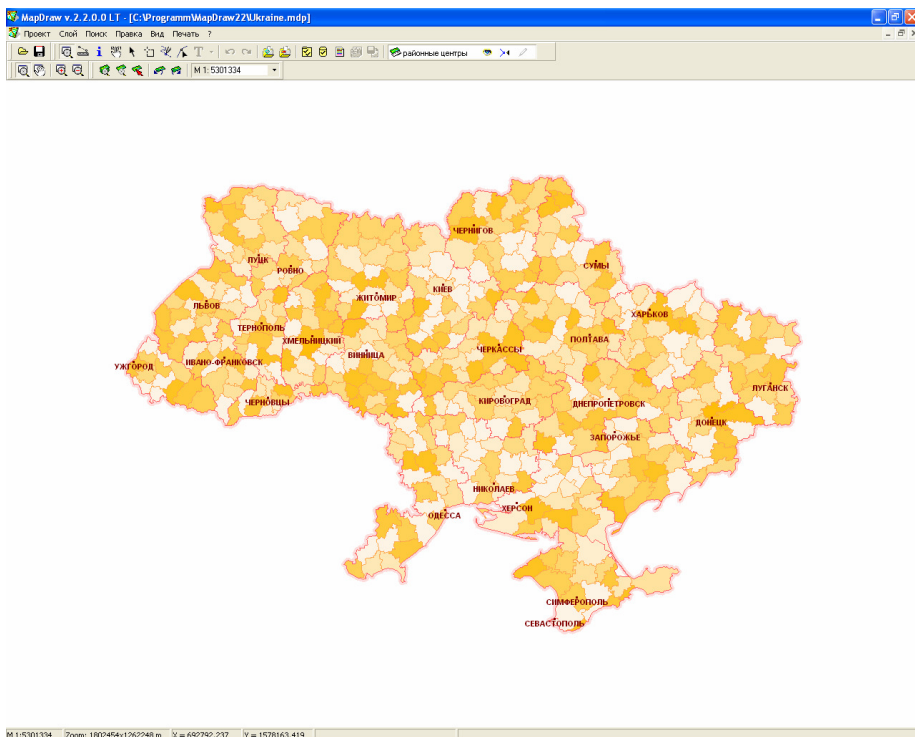 MapDraw v.2.2.0.0 LT - [C:\Programm\MapDraw22\Ukraine.mdp]
Проект Слой Поиск Правка Вид Печать ?
районные центры
M 1: 5301334
ЧЕРНИГОВ
ЛУЦК
РОВНО
СУМЫ
КИЕВ
ЖИТОМИР
ЛЬВОВ
ХАРЬКОВ
ТЕРНОПОЛЬ
ХМЕЛЬНИЦКИЙ
ПОЛТАВА
ЧЕРКАССЫ
ВИННИЦА
ИВАНО-ФРАНКОВСК
УЖГОРОД
ЛУГАНСК
ЧЕРНОВЦЫ
КИРОВОГРАД
ДНЕПРОПЕТРОВСК
ДОНЕЦК
ЗАПОРОЖЬЕ
НИКОЛАЕВ
ХЕРСОН
ОДЕССА
СИМФЕРОПОЛЬ
СЕВАСТОПОЛЬ
M 1:5301334 Zoom: 1802454x1262248 m X = 692792.237 Y = 1578163.419